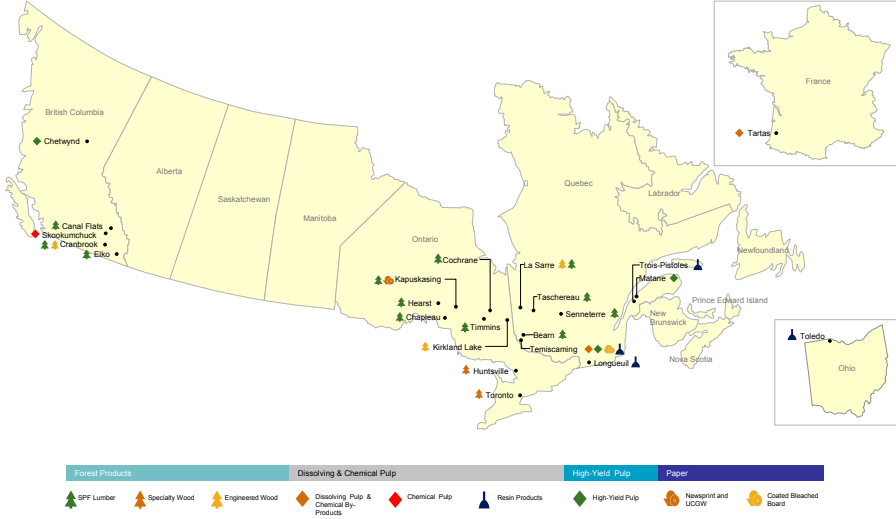 France
British Columbia
Chetwynd
Tartas
Alberta
Quebec
Labrador
Saskatchewan
Manitoba
Canal Flats
Skookumchuck
Cranbrook
Elko
Ontario
Cochrane
La Sarre
Trois-Pistoles
Newfoundland
Kapuskasing
Matane
Taschereau
Prince Edward Island
Hearst
Chapleau
Senneterre
New
Brunswick
Timmins
Bearn
Toledo
Kirkland Lake
Temiscaming
Nova Scotia
Longueuil
Huntsville
Ohio
Toronto
Forest Products
Dissolving & Chemical Pulp
High-Yield Pulp
Paper
SPF Lumber
Specialty Wood
Engineered Wood
Dissolving Pulp &
Chemical By-
Products
Chemical Pulp
Resin Products
High-Yield Pulp
Newsprint and
UCGW
Coated Bleached
Board